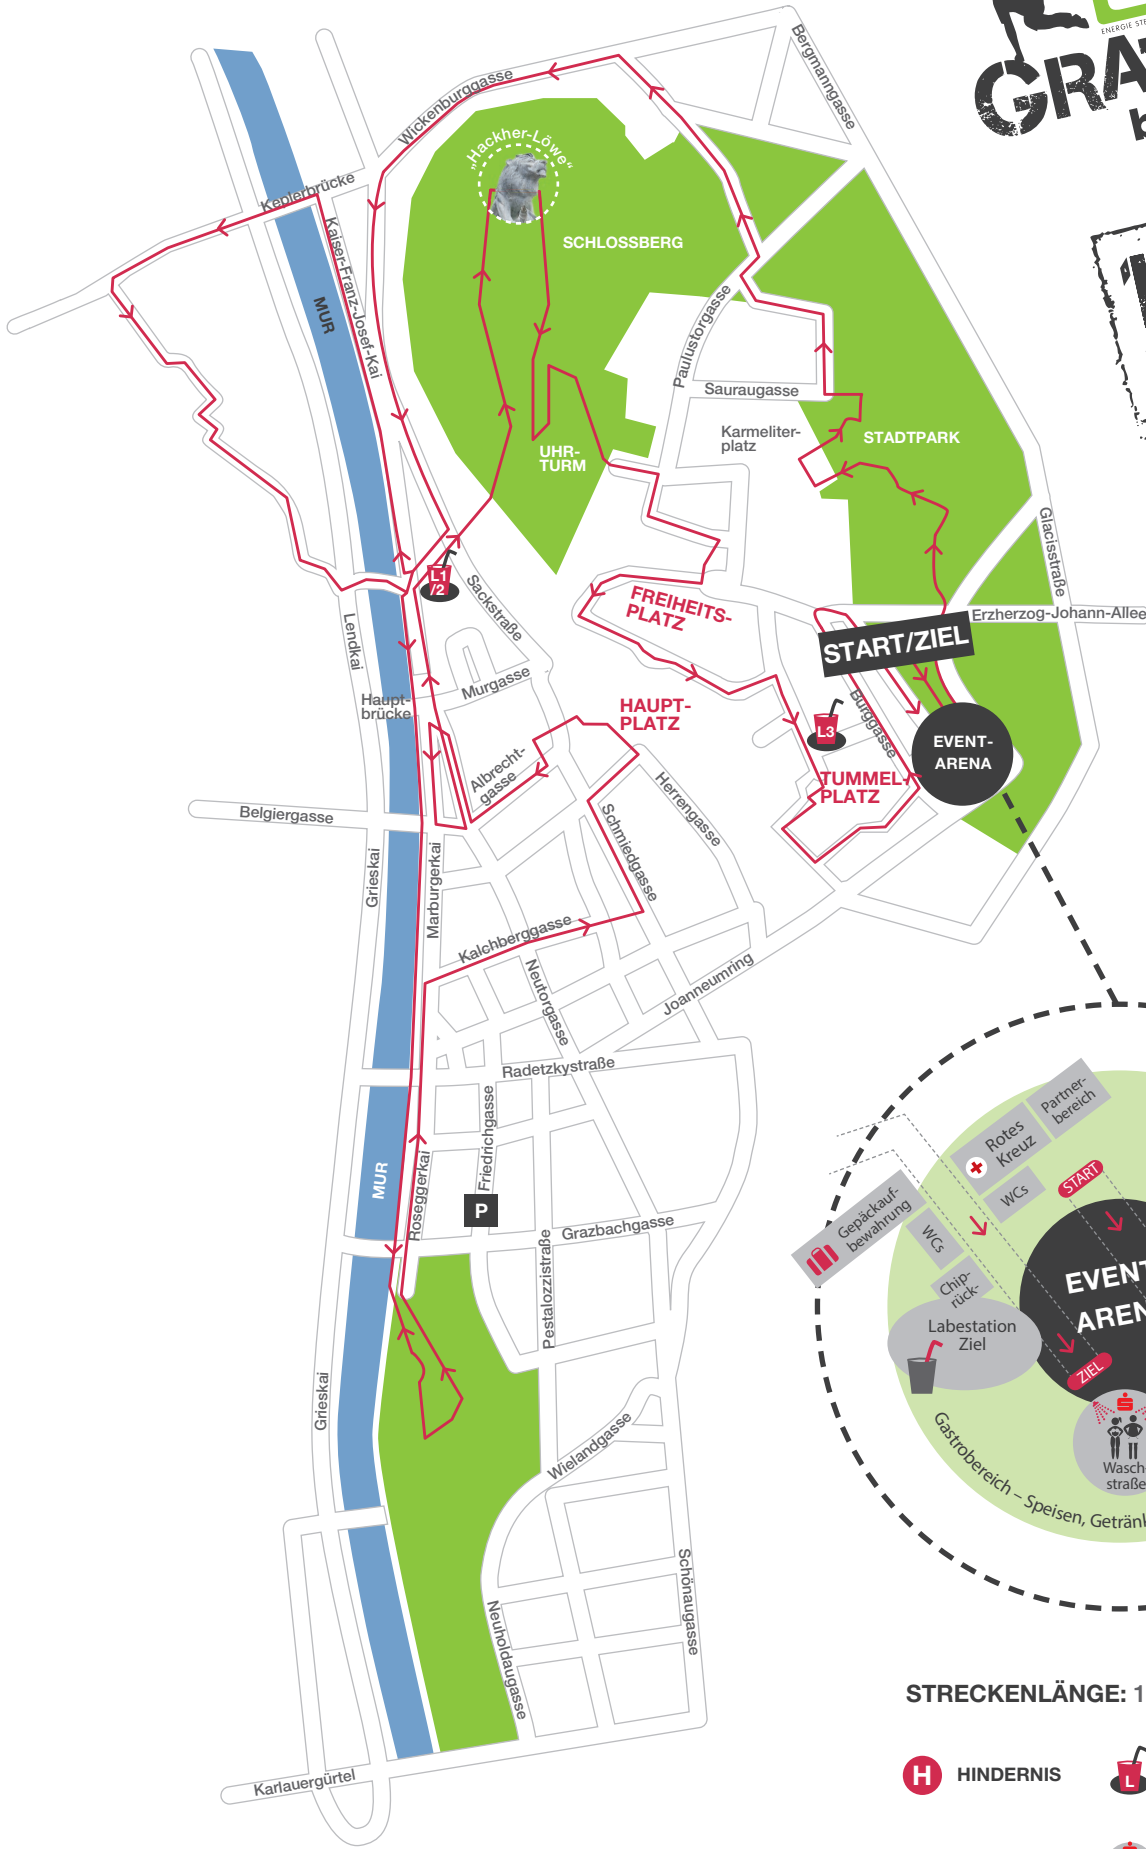 ENERGIE STE
GRA
b
Bergmanngasse
Wickenburggasse
„Hackher-Löwe“
Keplerbrücke
Kaiser-Franz-Josef-Kai
SCHLOSSBERG
MUR
Paulustorgasse
Sauraugasse
Karmeliter-
platz
STADTPARK
UHR-
TURM
Glacisstraße
L1
/2
Sackstraße
FREIHEITS-
PLATZ
Erzherzog-Johann-Allee
START/ZIEL
Lendkai
Murgasse
Haupt-
brücke
HAUPT-
PLATZ
Burggasse
L3
EVENT-
ARENA
Albrecht-
gasse
TUMMEL-
PLATZ
Herrengasse
Belgiergasse
Schmiedgasse
Grieskai
Marburgerkai
Kalchberggasse
Neutorgasse
Joanneumring
Radetzkystraße
Friedrichgasse
MUR
Roseggerkai
P
Grazbachgasse
Pestalozzistraße
Grieskai
Wielandgasse
Schönaugasse
Neuholdaugasse
Karlauergürtel
Partner-
bereich
Rotes
Kreuz
WCs
START
Gepäckauf-
bewahrung
WCs
Chip-
rück-
EVENT
AREN
Labestation
Ziel
ZIEL
Wasch-
straße
Gastrobereich – Speisen, Getränk
STRECKENLÄNGE: 1
H HINDERNIS
L